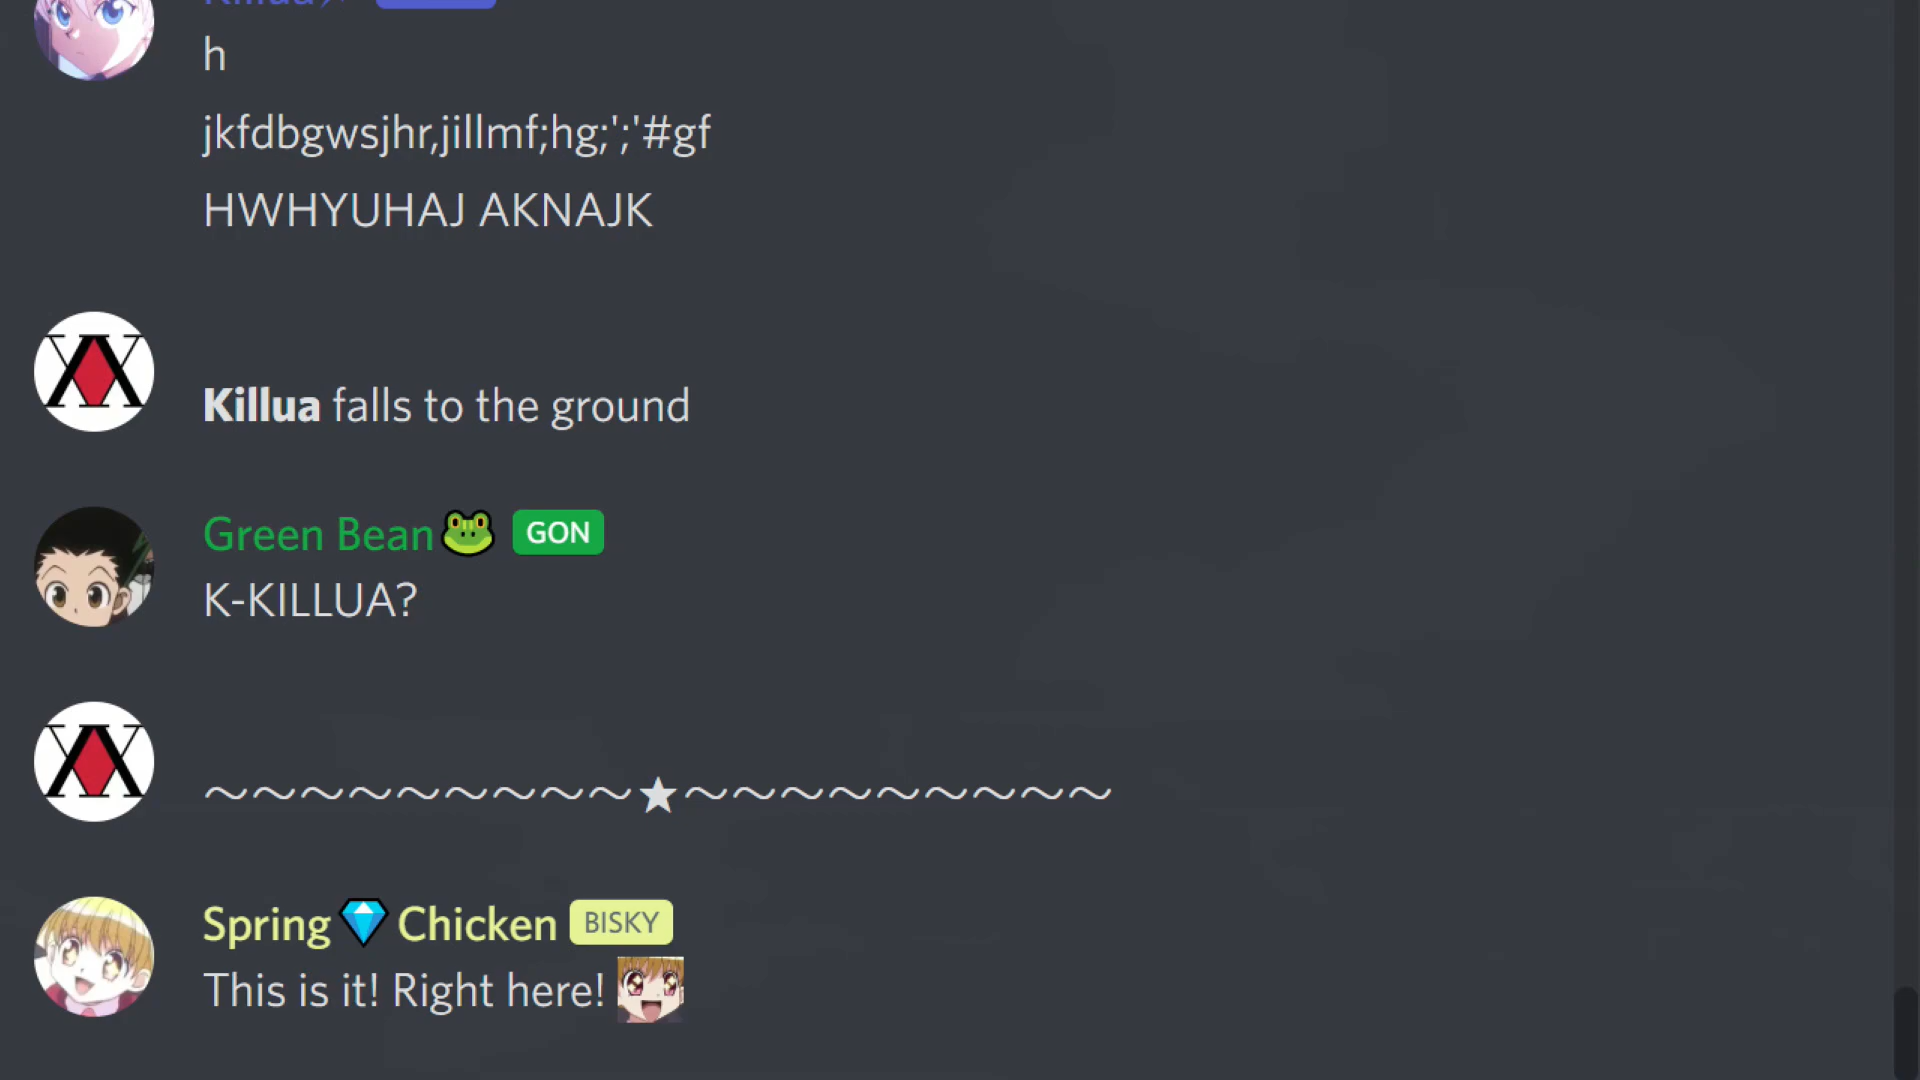 h
jkfdbgwsjhr,jillmf;hg;';'#gf
HWHYUHAJ AKNAJK
Killua falls to the ground
Green Bean🐸 GON
K-KILLUA?
~~~~~~~~~★~~~~~~~~~
Spring💎Chicken BISKY
This is it! Right here!